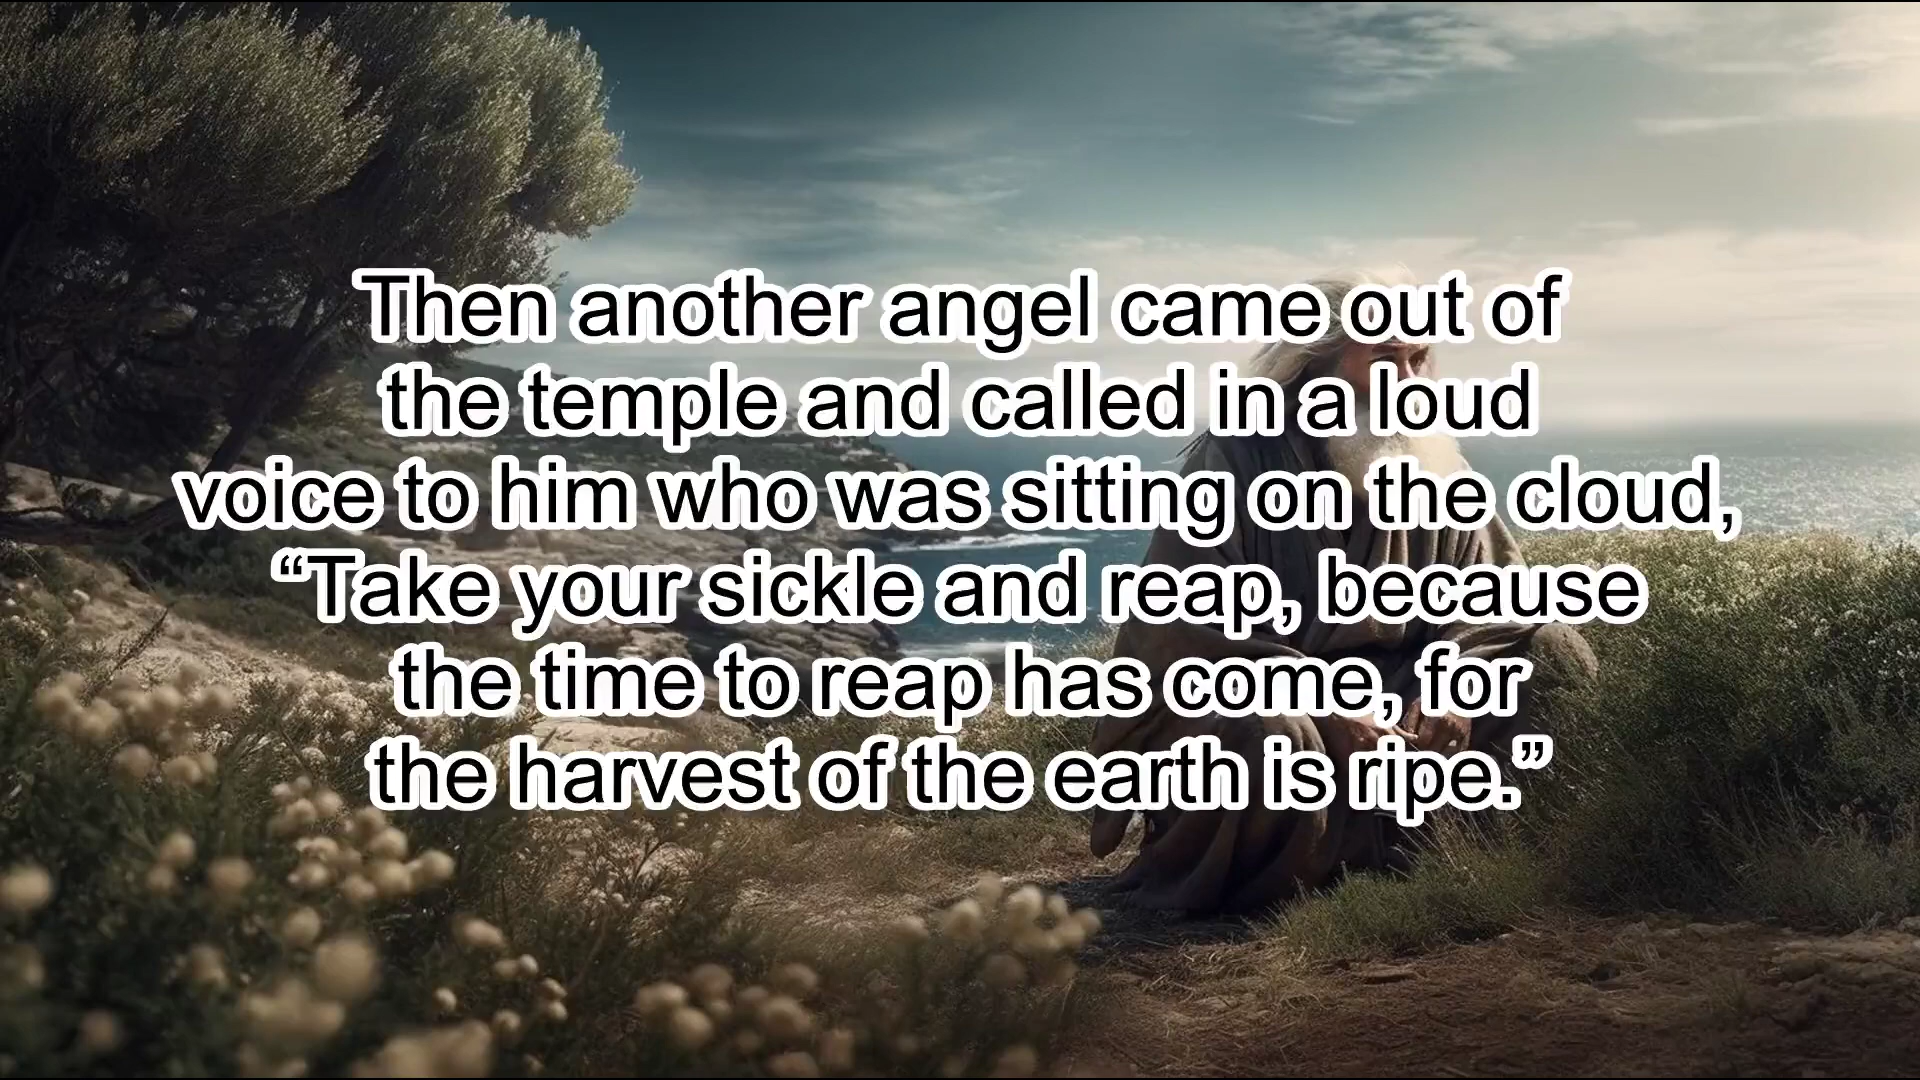 Then another angel came out of
the temple and called in a loud
voice to him who was sitting on the cloud,
“Take your sickle and reap, because
the time to reap has come, for
the harvest of the earth is ripe.”